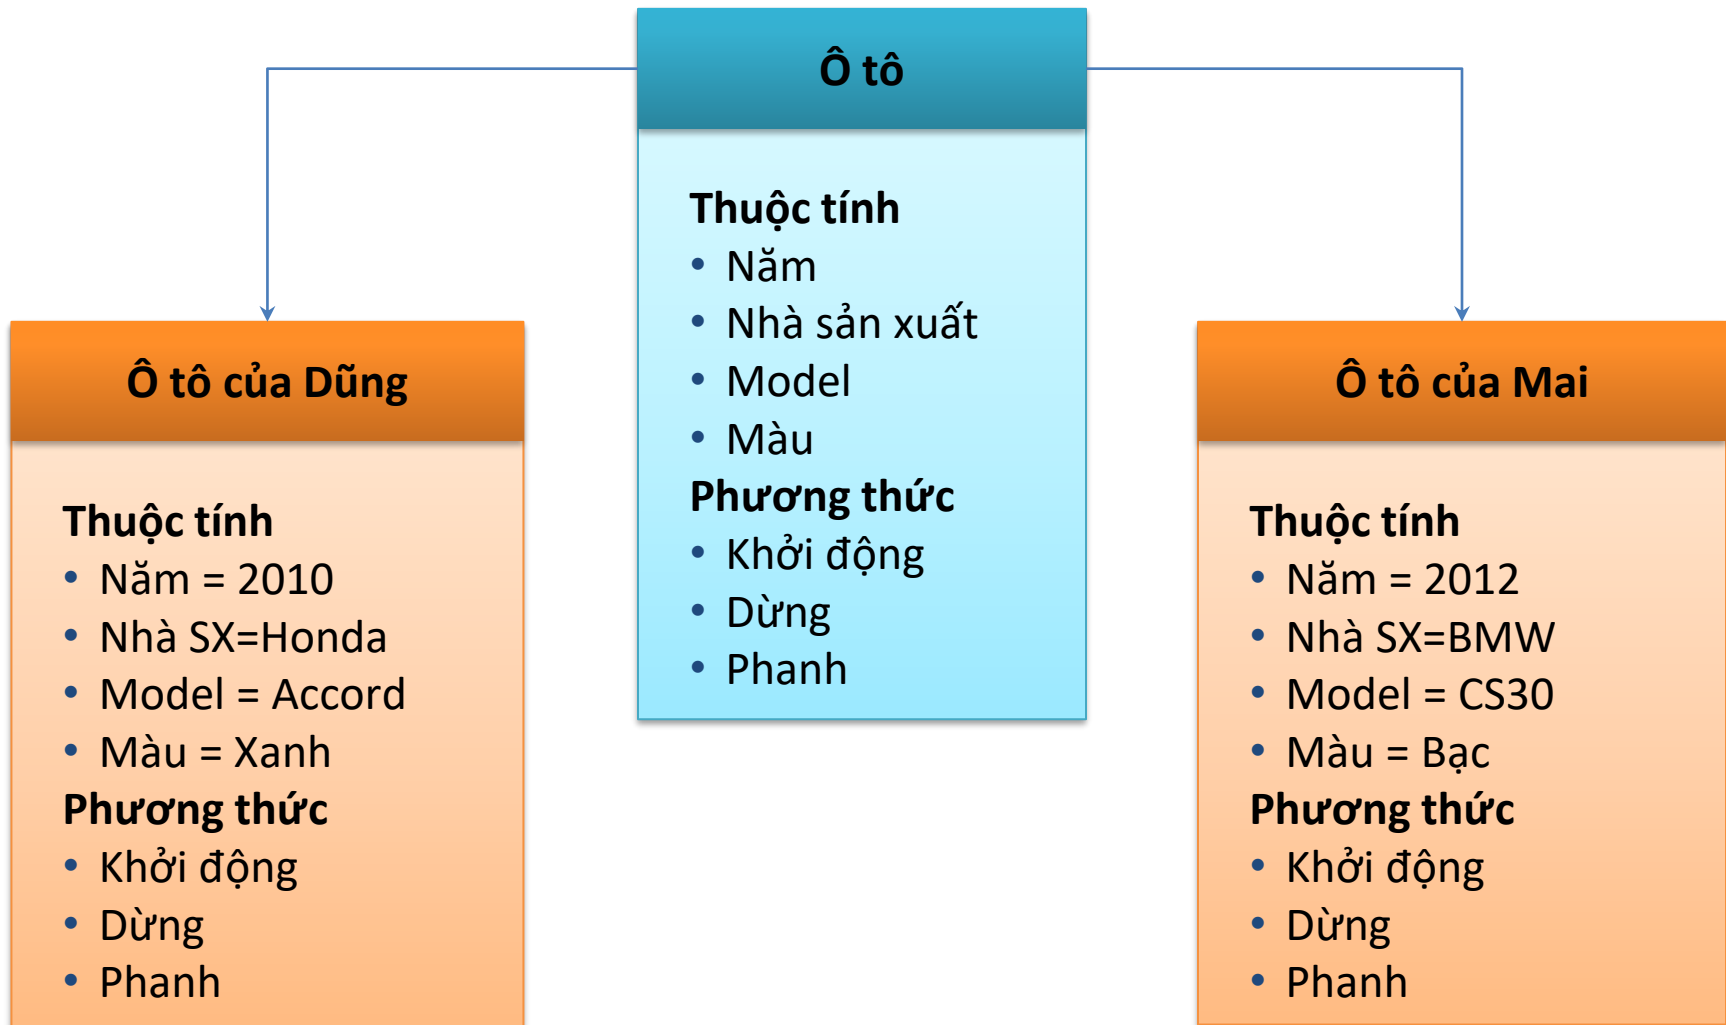 Ô tô
Thuộc tính
• Năm
• Nhà sản xuất
• Model
• Màu
Phương thức
• Khởi động
• Dừng
• Phanh
Ô tô của Dũng
Thuộc tính
• Năm = 2010
• Nhà SX=Honda
• Model = Accord
• Màu = Xanh
Phương thức
• Khởi động
• Dừng
• Phanh
Ô tô của Mai
Thuộc tính
• Năm = 2012
• Nhà SX=BMW
• Model = CS30
• Màu = Bạc
Phương thức
• Khởi động
• Dừng
• Phanh